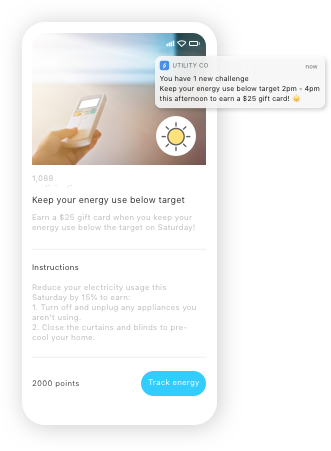 UTILITY CO
now
You have 1 new challenge
Keep your energy use below target 2pm - 4pm
this afternoon to earn a $25 gift card! 🌞
1,088
Keep your energy use below target
Earn a $25 gift card when you keep your
energy use below the target on Saturday!
Instructions
Reduce your electricity usage this
Saturday by 15% to earn:
1. Turn off and unplug any appliances you
aren't using.
2. Close the curtains and blinds to pre-
cool your home.
2000 points
Track energy